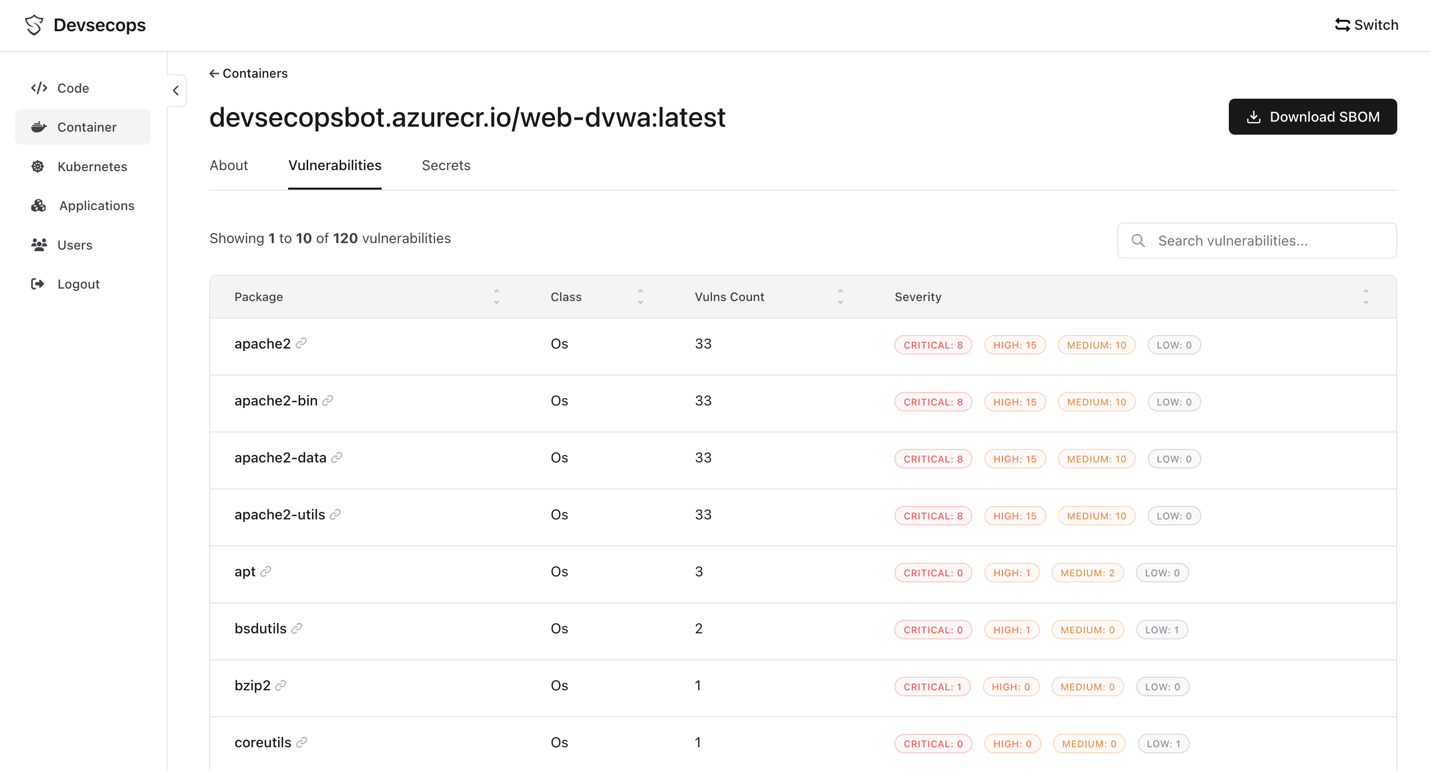 Devsecops
Switch
Code
Container
Kubernetes
Applications
Users
Logout
Containers
devsecopsbot.azurecr.io/web-dvwa:latest
Download SBOM
About Vulnerabilities Secrets
Showing 1 to 10 of 120 vulnerabilities
Search vulnerabilities...
Package Class Vulns Count Severity
apache2 Os 33 CRITICAL: 8 HIGH: 15 MEDIUM: 10 LOW: 0
apache2-bin Os 33 CRITICAL: 8 HIGH: 15 MEDIUM: 10 LOW: 0
apache2-data Os 33 CRITICAL: 8 HIGH: 15 MEDIUM: 10 LOW: 0
apache2-utils Os 33 CRITICAL: 8 HIGH: 15 MEDIUM: 10 LOW: 0
apt Os 3 CRITICAL: 0 HIGH: 1 MEDIUM: 2 LOW: 0
bsdutils Os 2 CRITICAL: 0 HIGH: 1 MEDIUM: 0 LOW: 1
bzip2 Os 1 CRITICAL: 1 HIGH: 0 MEDIUM: 0 LOW: 0
coreutils Os 1 CRITICAL: 0 HIGH: 0 MEDIUM: 0 LOW: 1